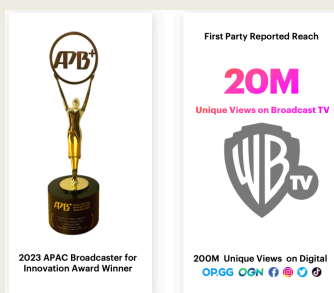 APB+
APB+
2023 APAC Broadcaster for
Innovation Award Winner
First Party Reported Reach
20M
Unique Views on Broadcast TV
WB
TV
200M Unique Views on Digital
OP.GG OGN